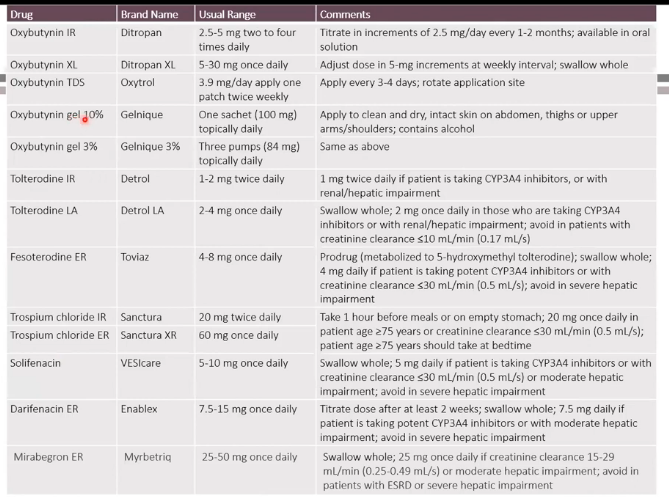 Drug Brand Name Usual Range Comments
Oxybutynin IR Ditropan 2.5-5 mg two to four Titrate in increments of 2.5 mg/day every 1-2 months; available in oral
times daily solution
Oxybutynin XL Ditropan XL 5-30 mg once daily Adjust dose in 5-mg increments at weekly interval; swallow whole
Oxybutynin TDS Oxytrol 3.9 mg/day apply one Apply every 3-4 days; rotate application site
patch twice weekly
Oxybutynin gel 10% Gelnique One sachet (100 mg) Apply to clean and dry, intact skin on abdomen, thighs or upper
topically daily arms/shoulders; contains alcohol
Oxybutynin gel 3% Gelnique 3% Three pumps (84 mg) Same as above
topically daily
Tolterodine IR Detrol 1-2 mg twice daily 1 mg twice daily if patient is taking CYP3A4 inhibitors, or with
renal/hepatic impairment
Tolterodine LA Detrol LA 2-4 mg once daily Swallow whole; 2 mg once daily in those who are taking CYP3A4
inhibitors or with renal/hepatic impairment; avoid in patients with
creatinine clearance ≤10 mL/min (0.17 mL/s)
Fesoterodine ER Toviaz 4-8 mg once daily Prodrug (metabolized to 5-hydroxymethyl tolterodine); swallow whole;
4 mg daily if patient is taking potent CYP3A4 inhibitors or with
creatinine clearance ≤30 mL/min (0.5 mL/s); avoid in severe hepatic
impairment
Trospium chloride IR Sanctura 20 mg twice daily Take 1 hour before meals or on empty stomach; 20 mg once daily in
patient age ≥75 years or creatinine clearance ≤30 mL/min (0.5 mL/s);
Trospium chloride ER Sanctura XR 60 mg once daily patient age ≥75 years should take at bedtime
Solifenacin VESIcare 5-10 mg once daily Swallow whole; 5 mg daily if patient is taking CYP3A4 inhibitors or with
creatinine clearance ≤30 mL/min (0.5 mL/s) or moderate hepatic
impairment; avoid in severe hepatic impairment
Darifenacin ER Enablex 7.5-15 mg once daily Titrate dose after at least 2 weeks; swallow whole; 7.5 mg daily if
patient is taking potent CYP3A4 inhibitors or with moderate hepatic
impairment; avoid in severe hepatic impairment
Mirabegron ER Myrbetriq 25-50 mg once daily Swallow whole; 25 mg once daily if creatinine clearance 15-29
mL/min (0.25-0.49 mL/s) or moderate hepatic impairment; avoid in
patients with ESRD or severe hepatic impairment